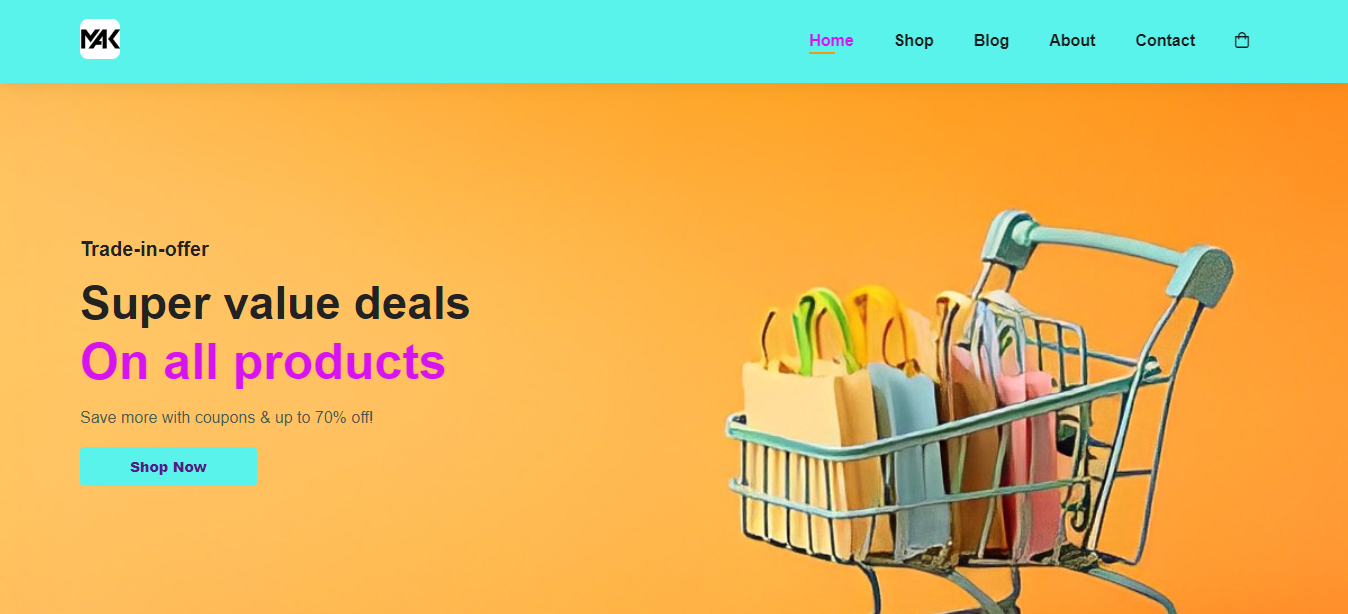 MAK
Home Shop Blog About Contact
Trade-in-offer
Super value deals
On all products
Save more with coupons & up to 70% off!
Shop Now